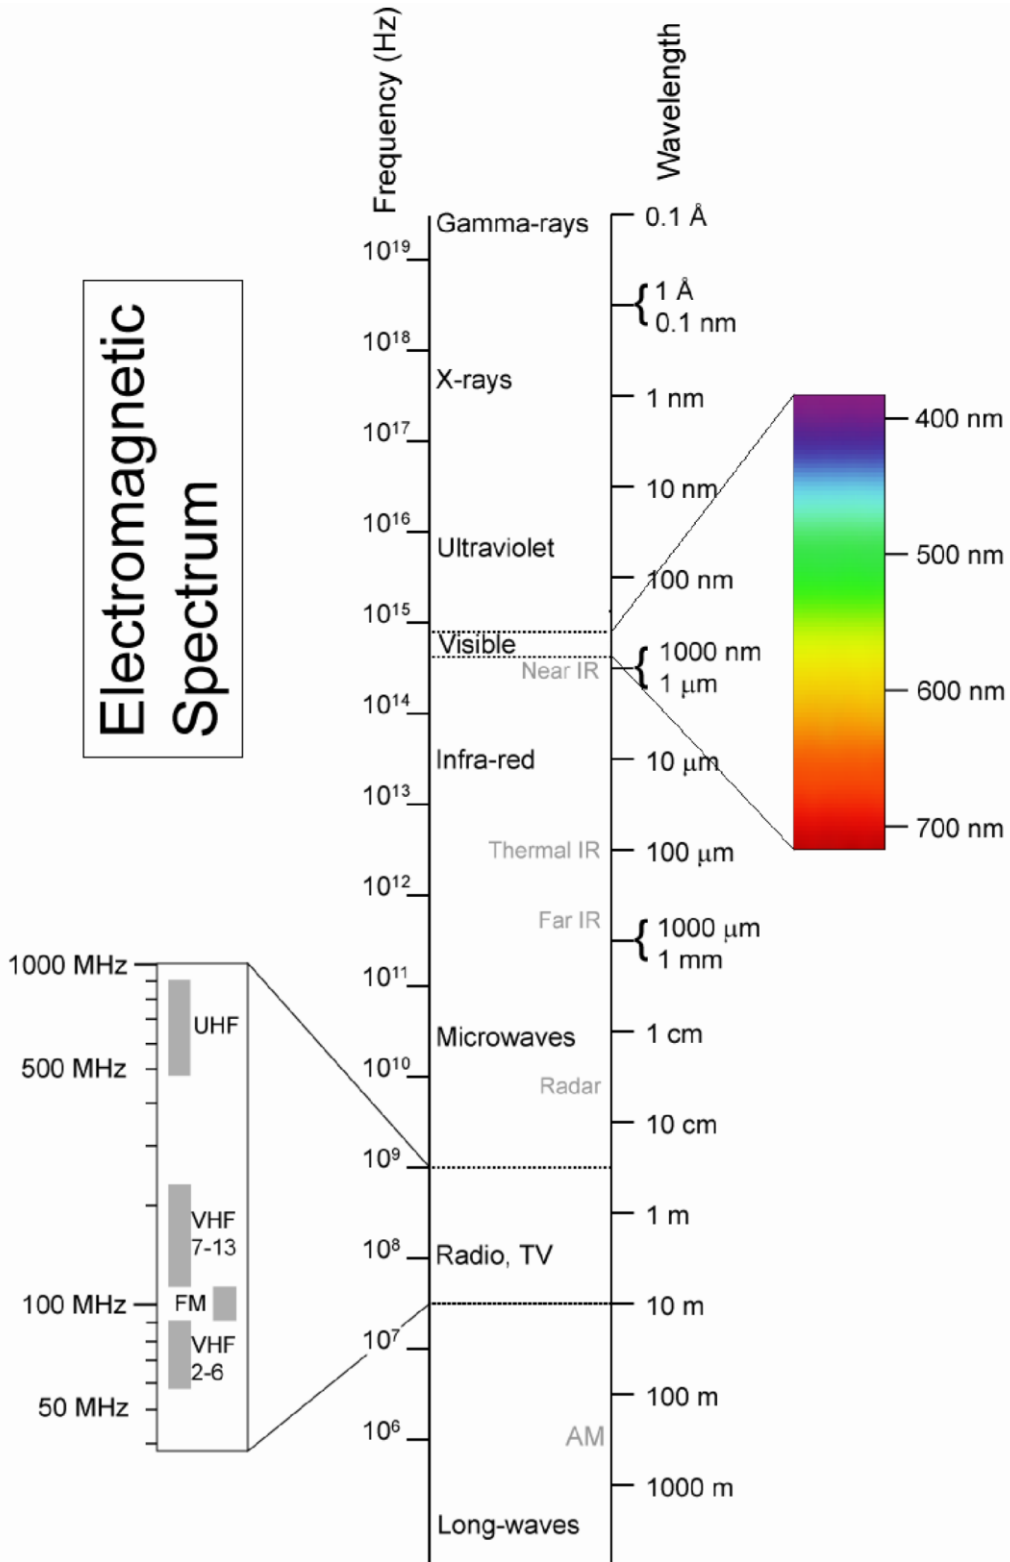 Electromagnetic
Spectrum
Frequency (Hz)
Wavelength
10¹⁹
10¹⁸
10¹⁷
10¹⁶
10¹⁵
10¹⁴
10¹³
10¹²
10¹¹
10¹⁰
10⁹
10⁸
10⁷
10⁶
Gamma-rays
X-rays
Ultraviolet
Visible
Near IR
Infra-red
Thermal IR
Far IR
Microwaves
Radar
Radio, TV
AM
Long-waves
0.1 Å
1 Å
0.1 nm
1 nm
10 nm
100 nm
1000 nm
1 μm
10 μm
100 μm
1000 μm
1 mm
1 cm
10 cm
1 m
10 m
100 m
1000 m
400 nm
500 nm
600 nm
700 nm
1000 MHz
500 MHz
100 MHz
50 MHz
UHF
VHF
7-13
FM
VHF
2-6